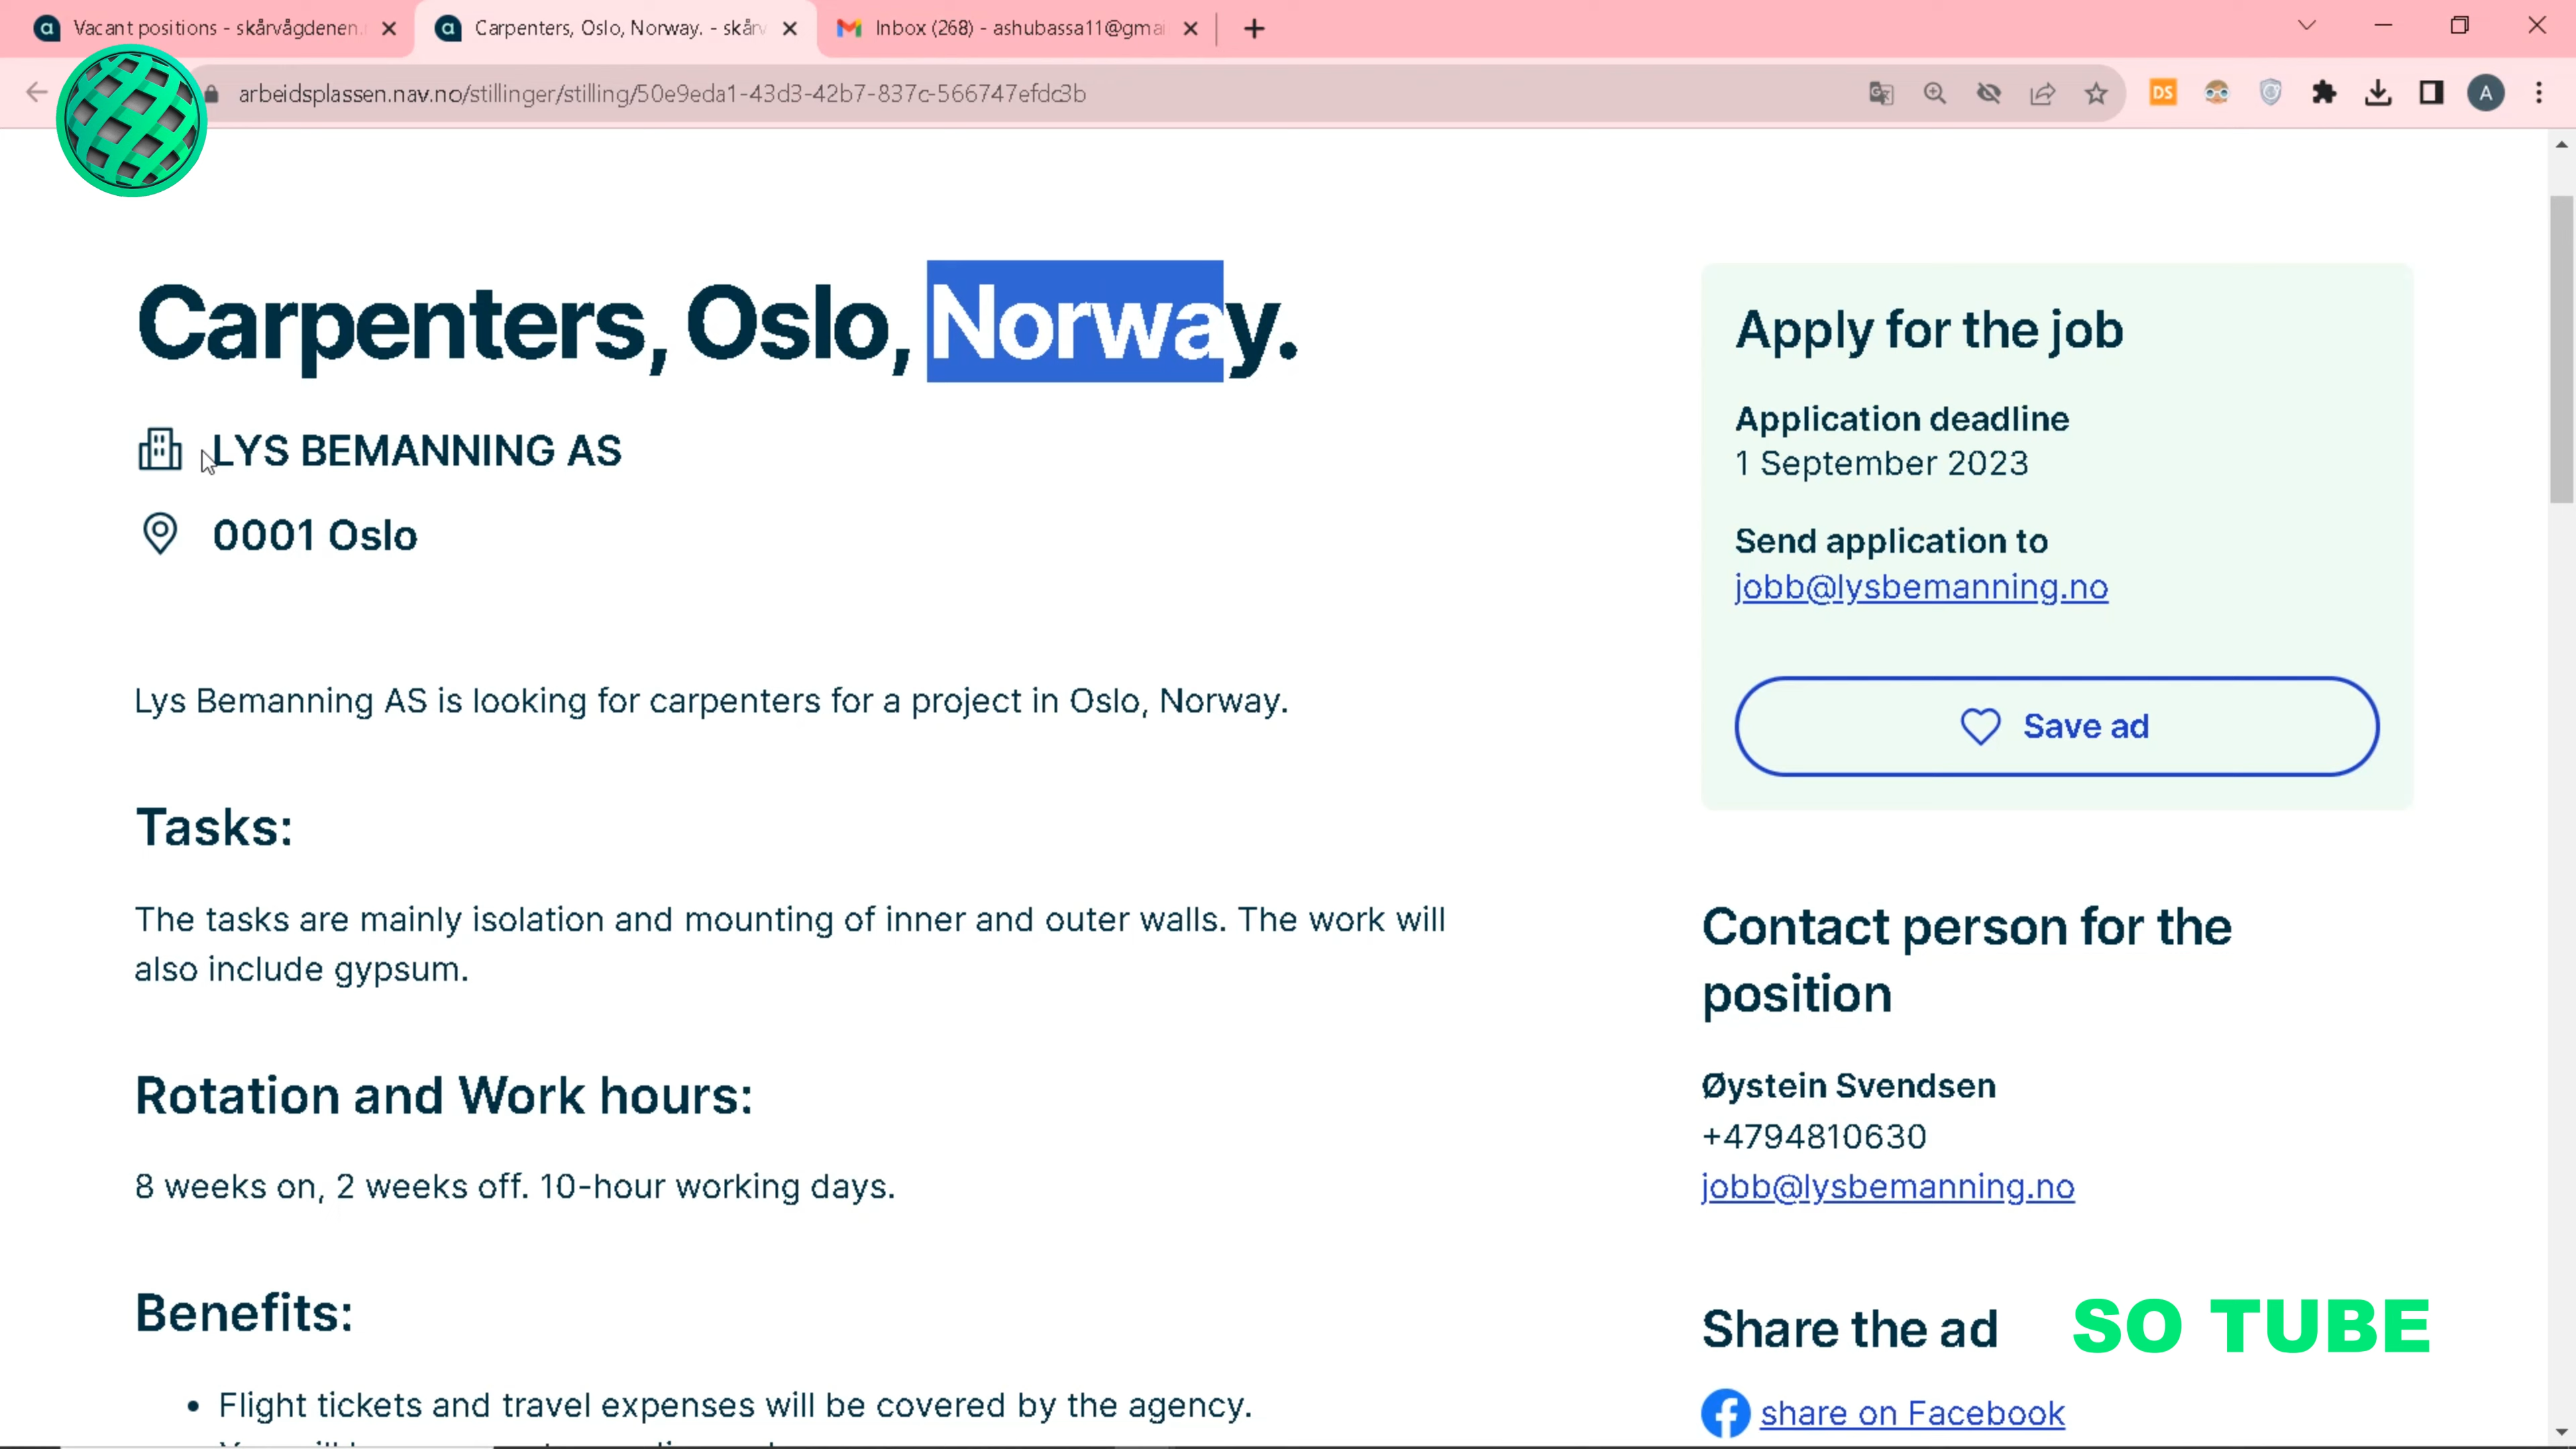 Vacant positions - skårvågdenen.
Carpenters, Oslo, Norway. - skårv
Inbox (268) - ashubassa11@gmai
arbeidsplassen.nav.no/stillinger/stilling/50e9eda1-43d3-42b7-837c-566747efdc3b
DS
A
Carpenters, Oslo, Norway.
LYS BEMANNING AS
0001 Oslo
Lys Bemanning AS is looking for carpenters for a project in Oslo, Norway.
Tasks:
The tasks are mainly isolation and mounting of inner and outer walls. The work will
also include gypsum.
Rotation and Work hours:
8 weeks on, 2 weeks off. 10-hour working days.
Benefits:
• Flight tickets and travel expenses will be covered by the agency.
Apply for the job
Application deadline
1 September 2023
Send application to
jobb@lysbemanning.no
Save ad
Contact person for the
position
Øystein Svendsen
+4794810630
jobb@lysbemanning.no
Share the ad
SO TUBE
share on Facebook